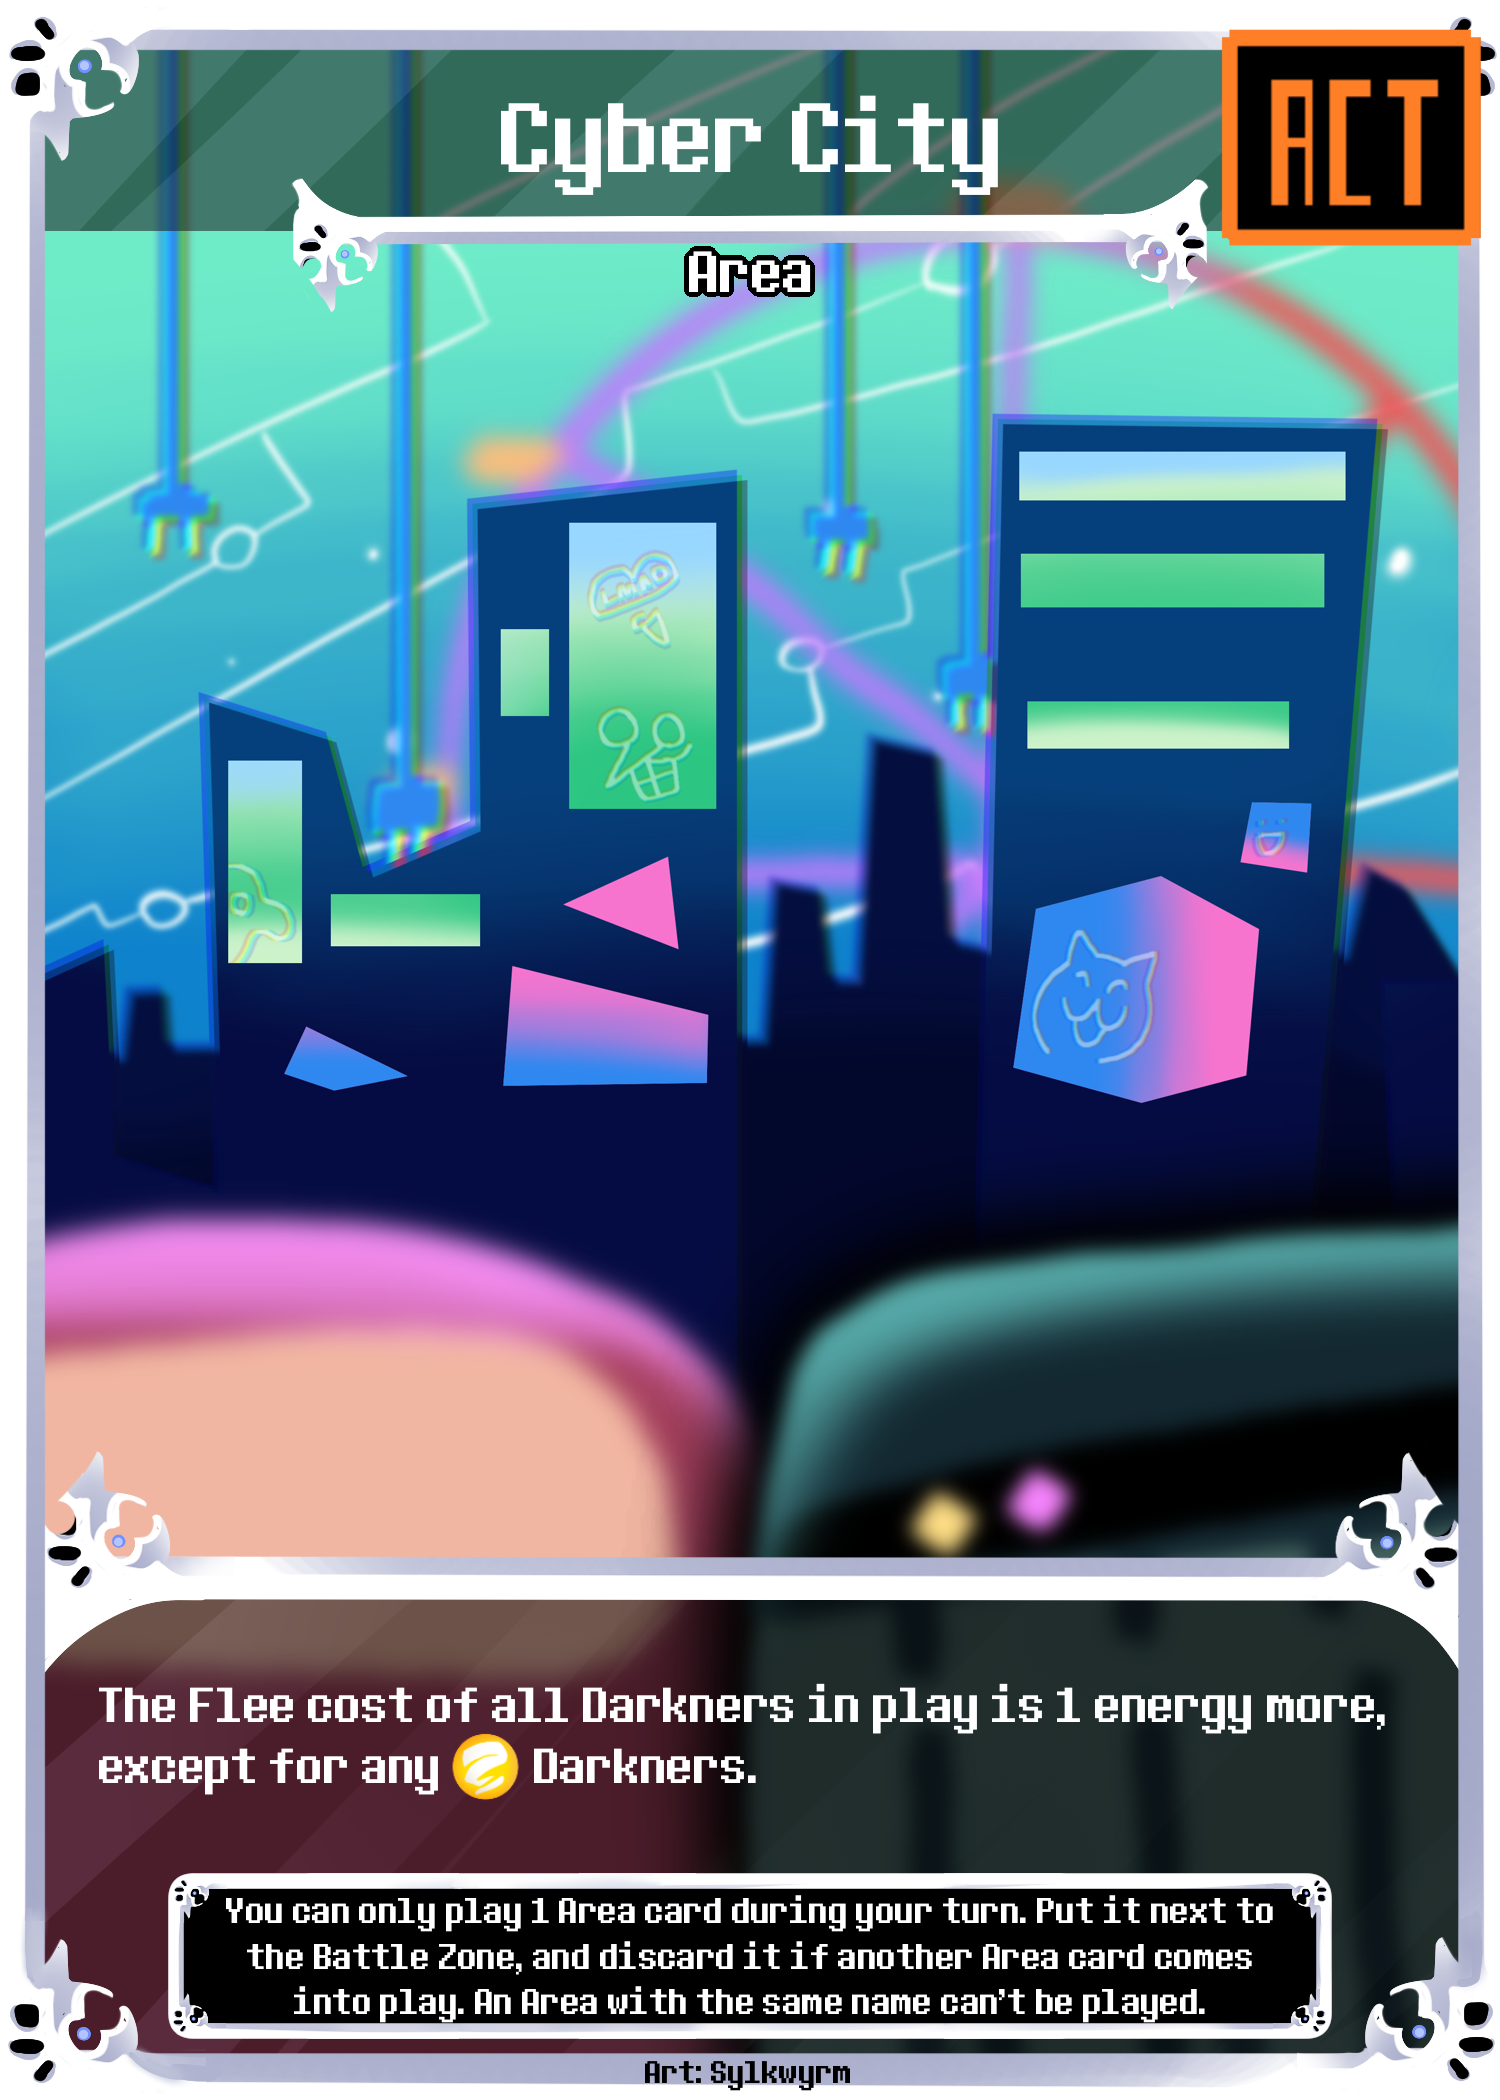 Cyber City
ACT
Area
LMAO
The Flee cost of all Darkners in play is 1 energy more,
except for any Darkners.
You can only play 1 Area card during your turn. Put it next to
the Battle Zone, and discard it if another Area card comes
into play. An Area with the same name can't be played.
Art: Sylkwyrm